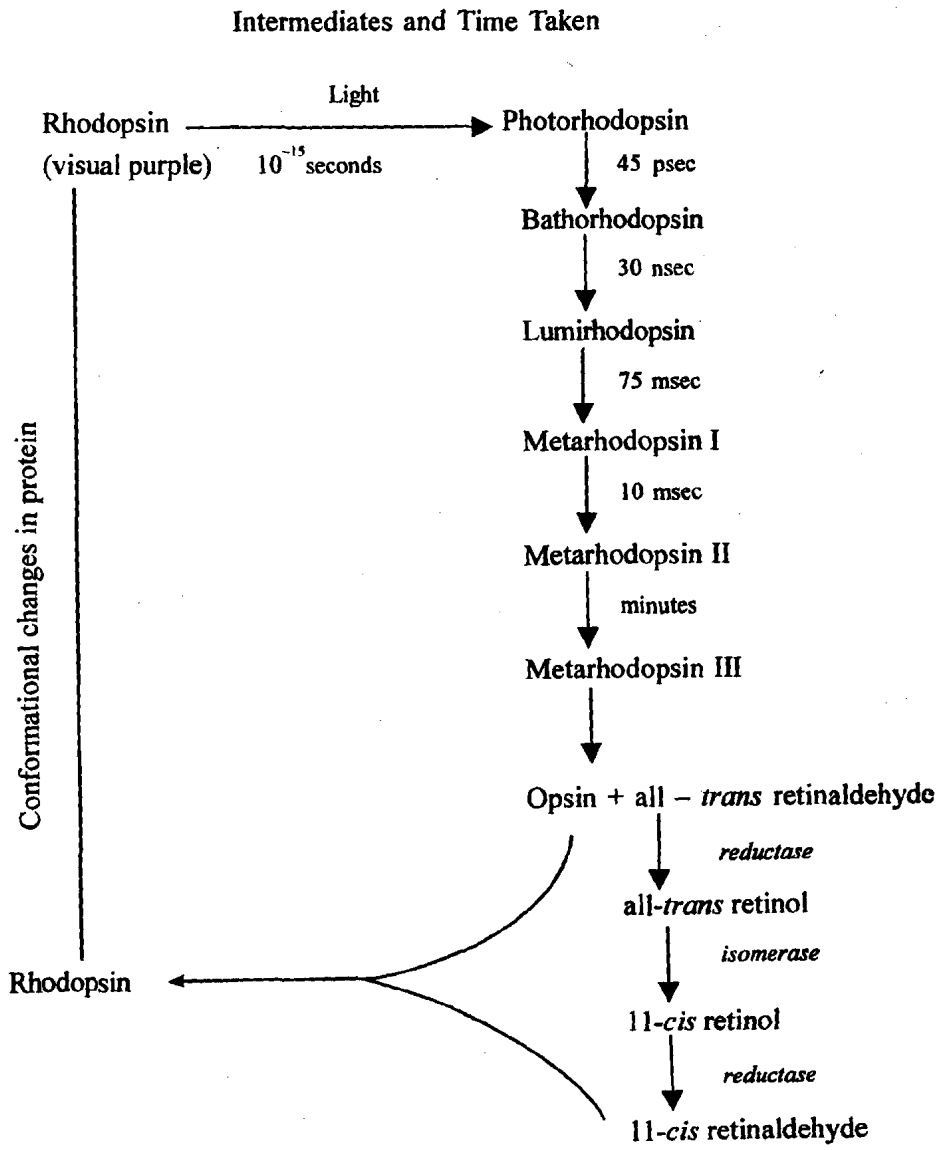 Intermediates and Time Taken
Light
Rhodopsin
Photorhodopsin
(visual purple)
10⁻¹⁵ seconds
45 psec
Bathorhodopsin
30 nsec
Lumirhodopsin
75 msec
Metarhodopsin I
10 msec
Metarhodopsin II
minutes
Metarhodopsin III
Conformational changes in protein
Opsin + all – trans retinaldehyde
reductase
all-trans retinol
isomerase
Rhodopsin
11-cis retinol
reductase
11-cis retinaldehyde